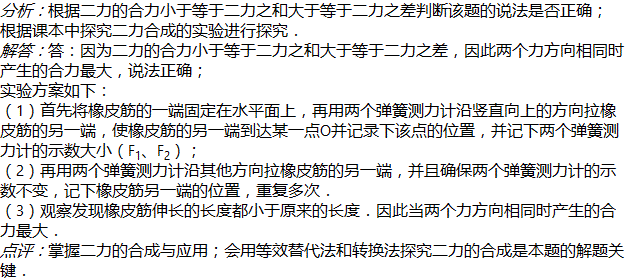 分析：根据二力的合力小于等于二力之和大于等于二力之差判断该题的说法是否正确；
根据课本中探究二力合成的实验进行探究．
解答：答：因为二力的合力小于等于二力之和大于等于二力之差，因此两个力方向相同时
产生的合力最大，说法正确；
实验方案如下：
（1）首先将橡皮筋的一端固定在水平面上，再用两个弹簧测力计沿竖直向上的方向拉橡
皮筋的另一端，使橡皮筋的另一端到达某一点O并记录下该点的位置，并记下两个弹簧测
力计的示数大小（F₁、F₂）；
（2）再用两个弹簧测力计沿其他方向拉橡皮筋的另一端，并且确保两个弹簧测力计的示
数不变，记下橡皮筋另一端的位置，重复多次．
（3）观察发现橡皮筋伸长的长度都小于原来的长度．因此当两个力方向相同时产生的合
力最大．
点评：掌握二力的合成与应用；会用等效替代法和转换法探究二力的合成是本题的解题关
键．